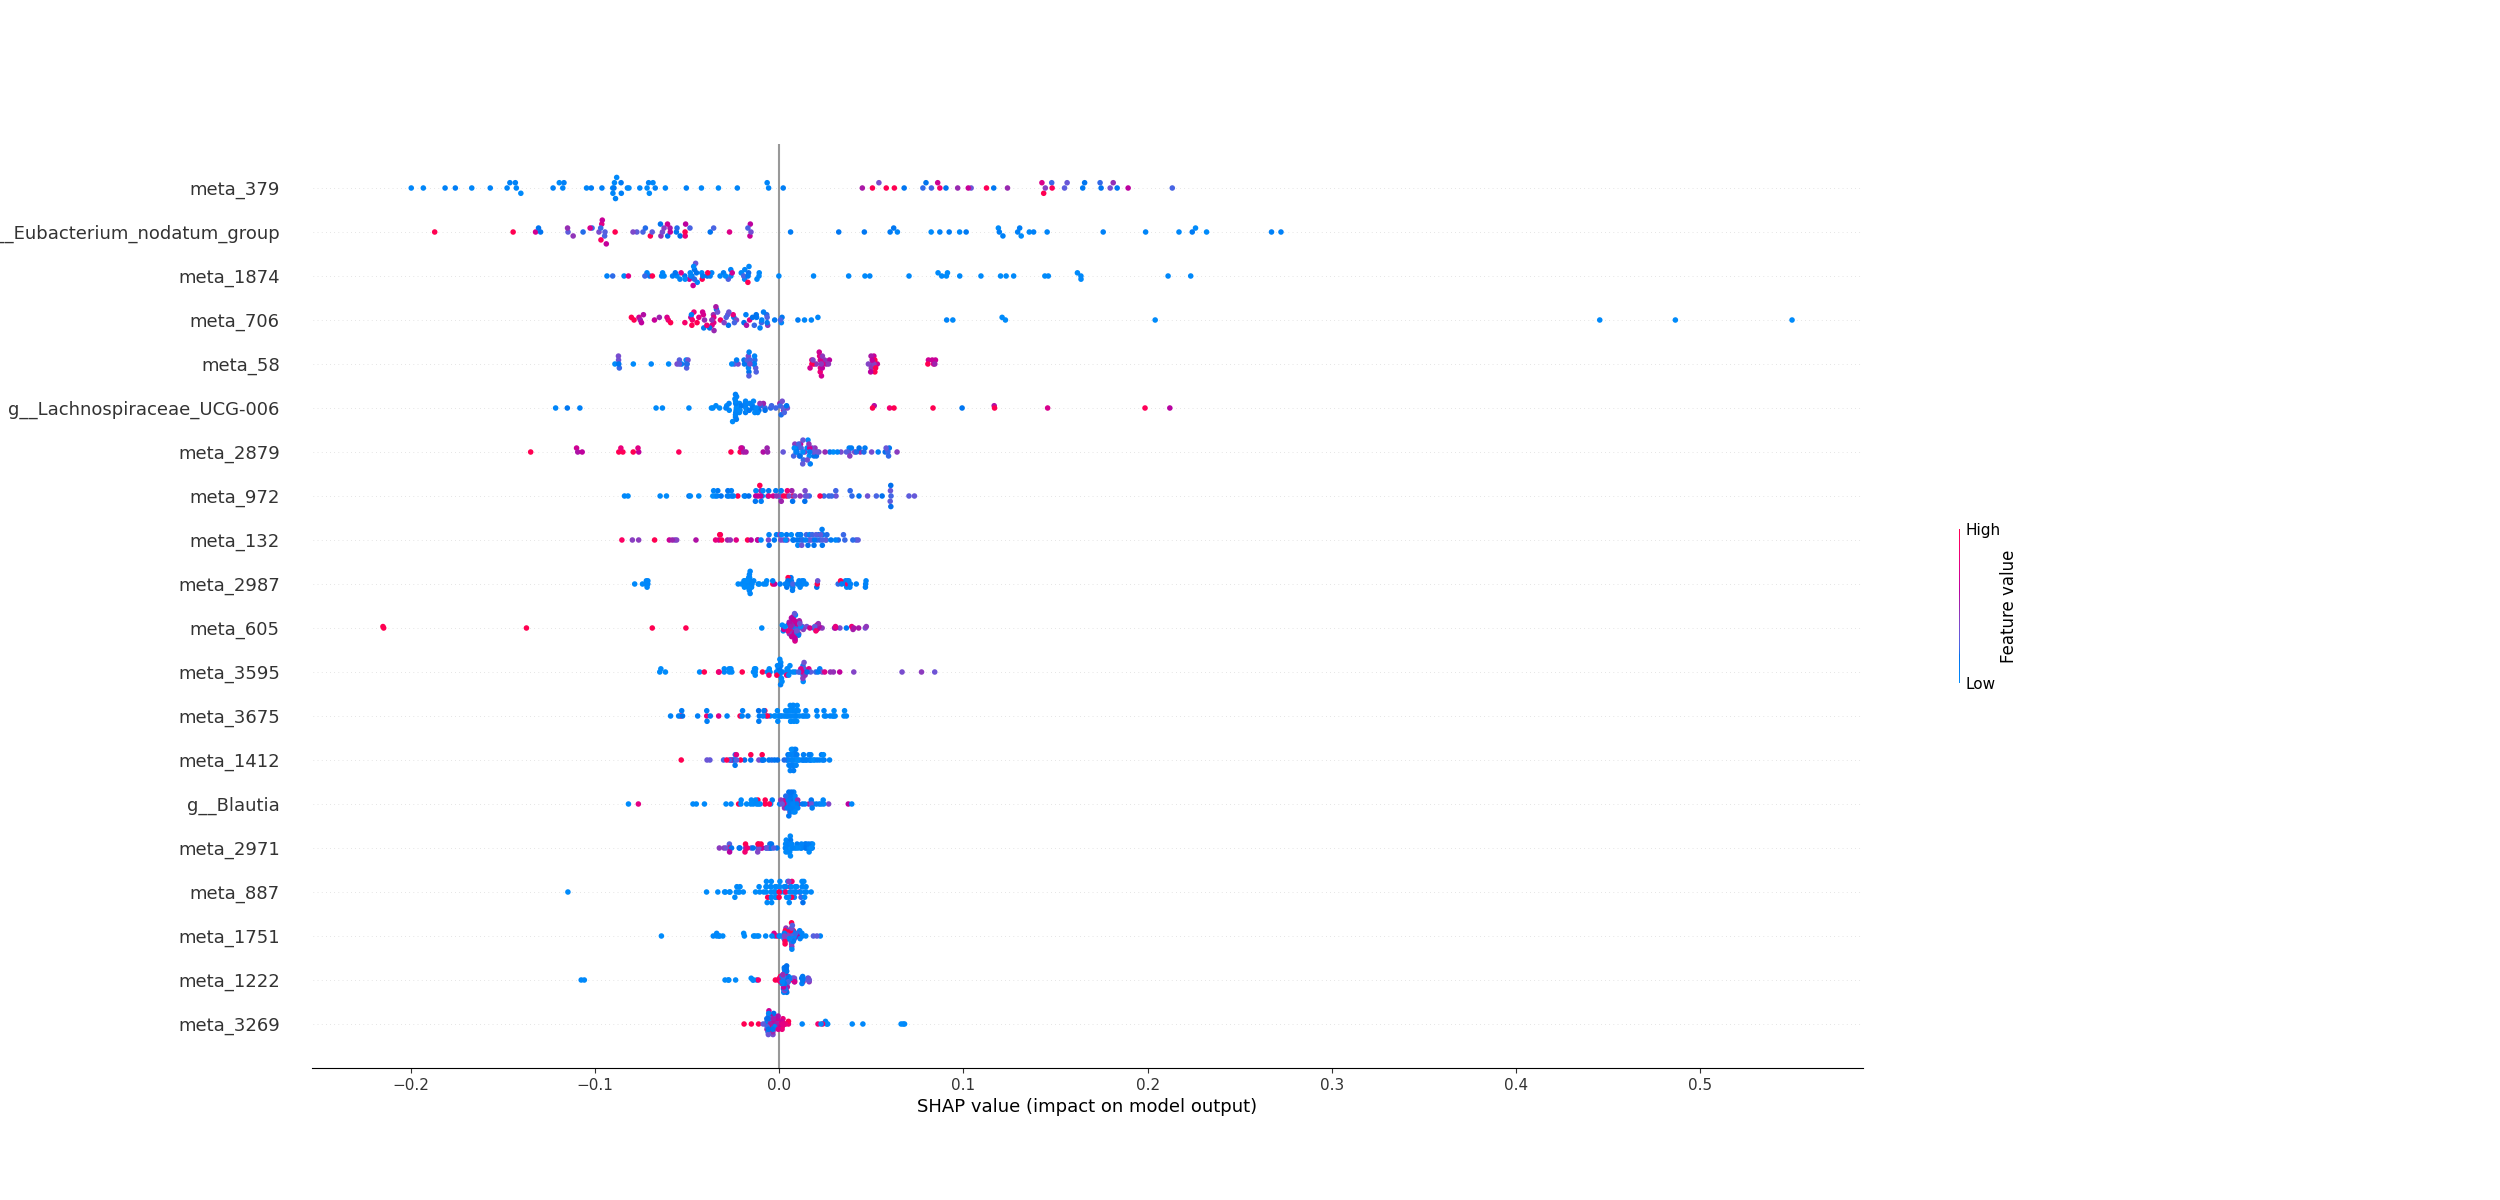 meta_379
_Eubacterium_nodatum_group
meta_1874
meta_706
meta_58
g__Lachnospiraceae_UCG-006
meta_2879
meta_972
meta_132
meta_2987
meta_605
meta_3595
meta_3675
meta_1412
g__Blautia
meta_2971
meta_887
meta_1751
meta_1222
meta_3269
−0.2 −0.1 0.0 0.1 0.2 0.3 0.4 0.5
SHAP value (impact on model output)
High
Feature value
Low